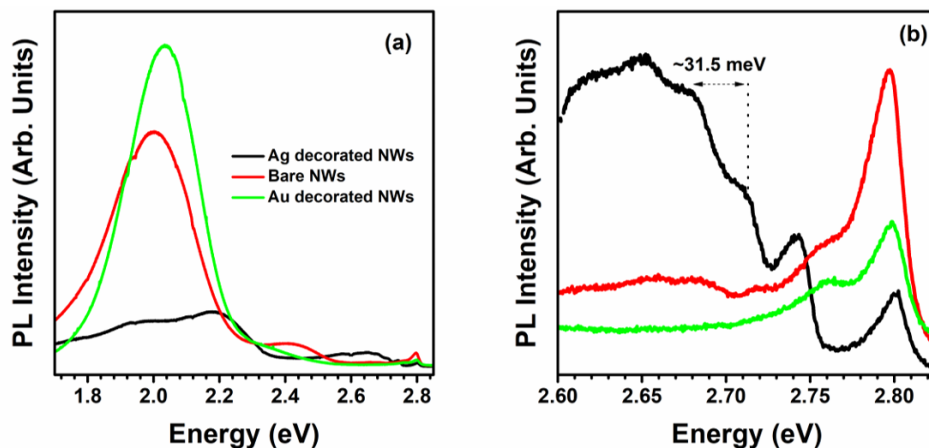 (a)
PL Intensity (Arb. Units)
Ag decorated NWs
Bare NWs
Au decorated NWs
1.8 2.0 2.2 2.4 2.6 2.8
Energy (eV)
(b)
~31.5 meV
PL Intensity (Arb. Units)
2.60 2.65 2.70 2.75 2.80
Energy (eV)